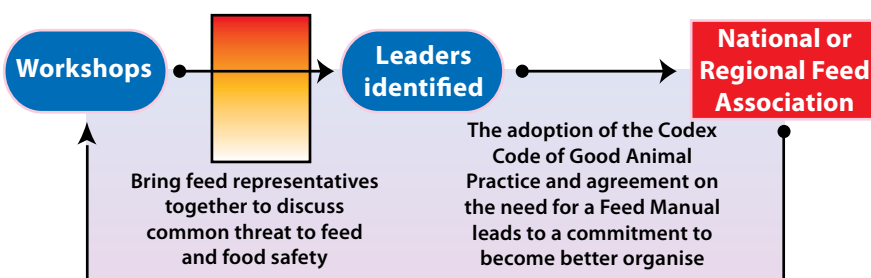 Workshops
Leaders
identified
National or
Regional Feed
Association
Bring feed representatives
together to discuss
common threat to feed
and food safety
The adoption of the Codex
Code of Good Animal
Practice and agreement on
the need for a Feed Manual
leads to a commitment to
become better organise